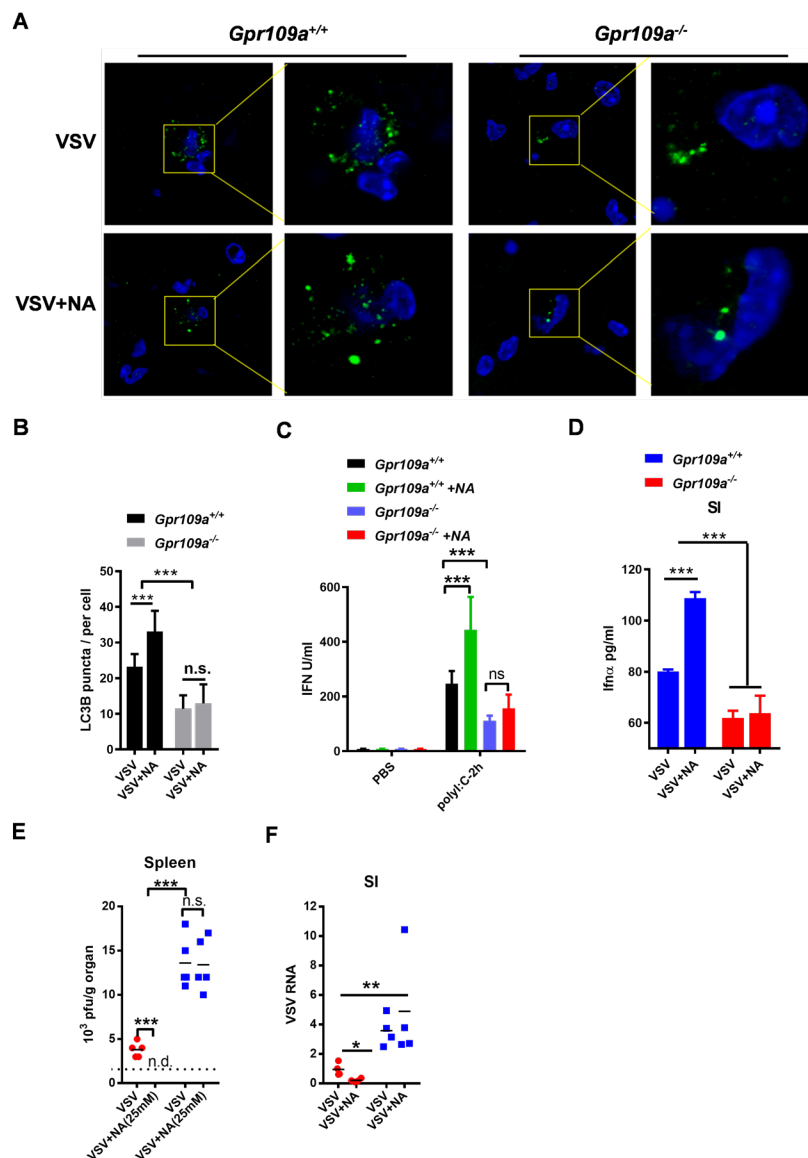 A
Gpr109a+/+ Gpr109a-/-
VSV
VSV+NA
B
Gpr109a+/+
Gpr109a-/-
***
***
n.s.
LC3B puncta / per cell
50
40
30
20
10
0
VSV
VSV+NA
VSV
VSV+NA
C
Gpr109a+/+
Gpr109a+/+ +NA
Gpr109a-/-
Gpr109a-/- +NA
***
***
ns
IFN U/ml
600
400
200
0
PBS
polyI:C-2h
D
Gpr109a+/+
Gpr109a-/-
SI
***
***
Ifnα pg/ml
120
100
80
60
VSV
VSV+NA
VSV
VSV+NA
E
Spleen
***
n.s.
***
n.d.
10³ pfu/g organ
20
15
10
5
0
VSV
VSV+NA(25mM)
VSV
VSV+NA(25mM)
F
SI
**
*
VSV RNA
12
10
8
6
4
2
0
VSV
VSV+NA
VSV
VSV+NA